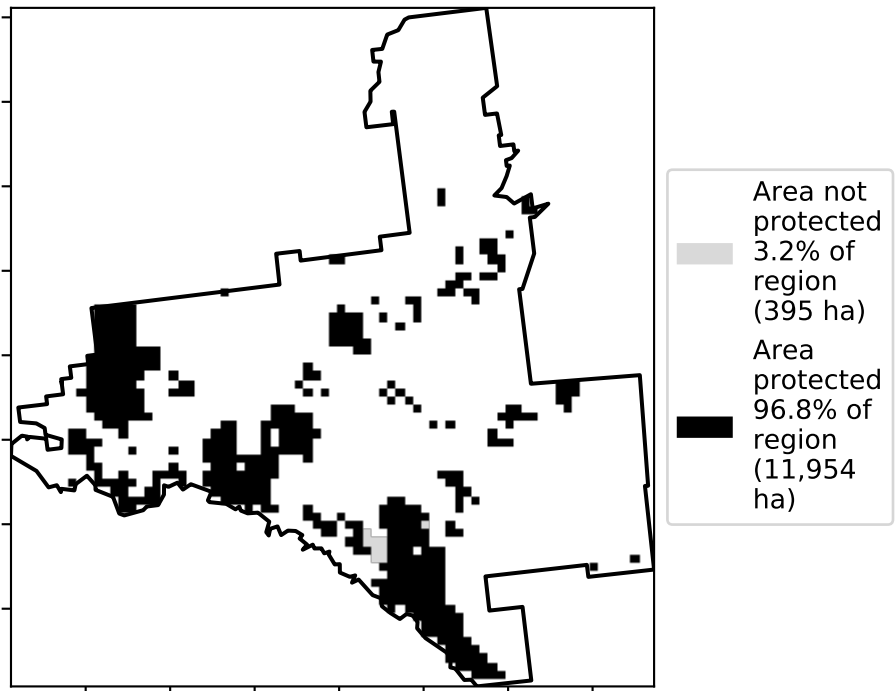 Area not
protected
3.2% of
region
(395 ha)
Area
protected
96.8% of
region
(11,954
ha)